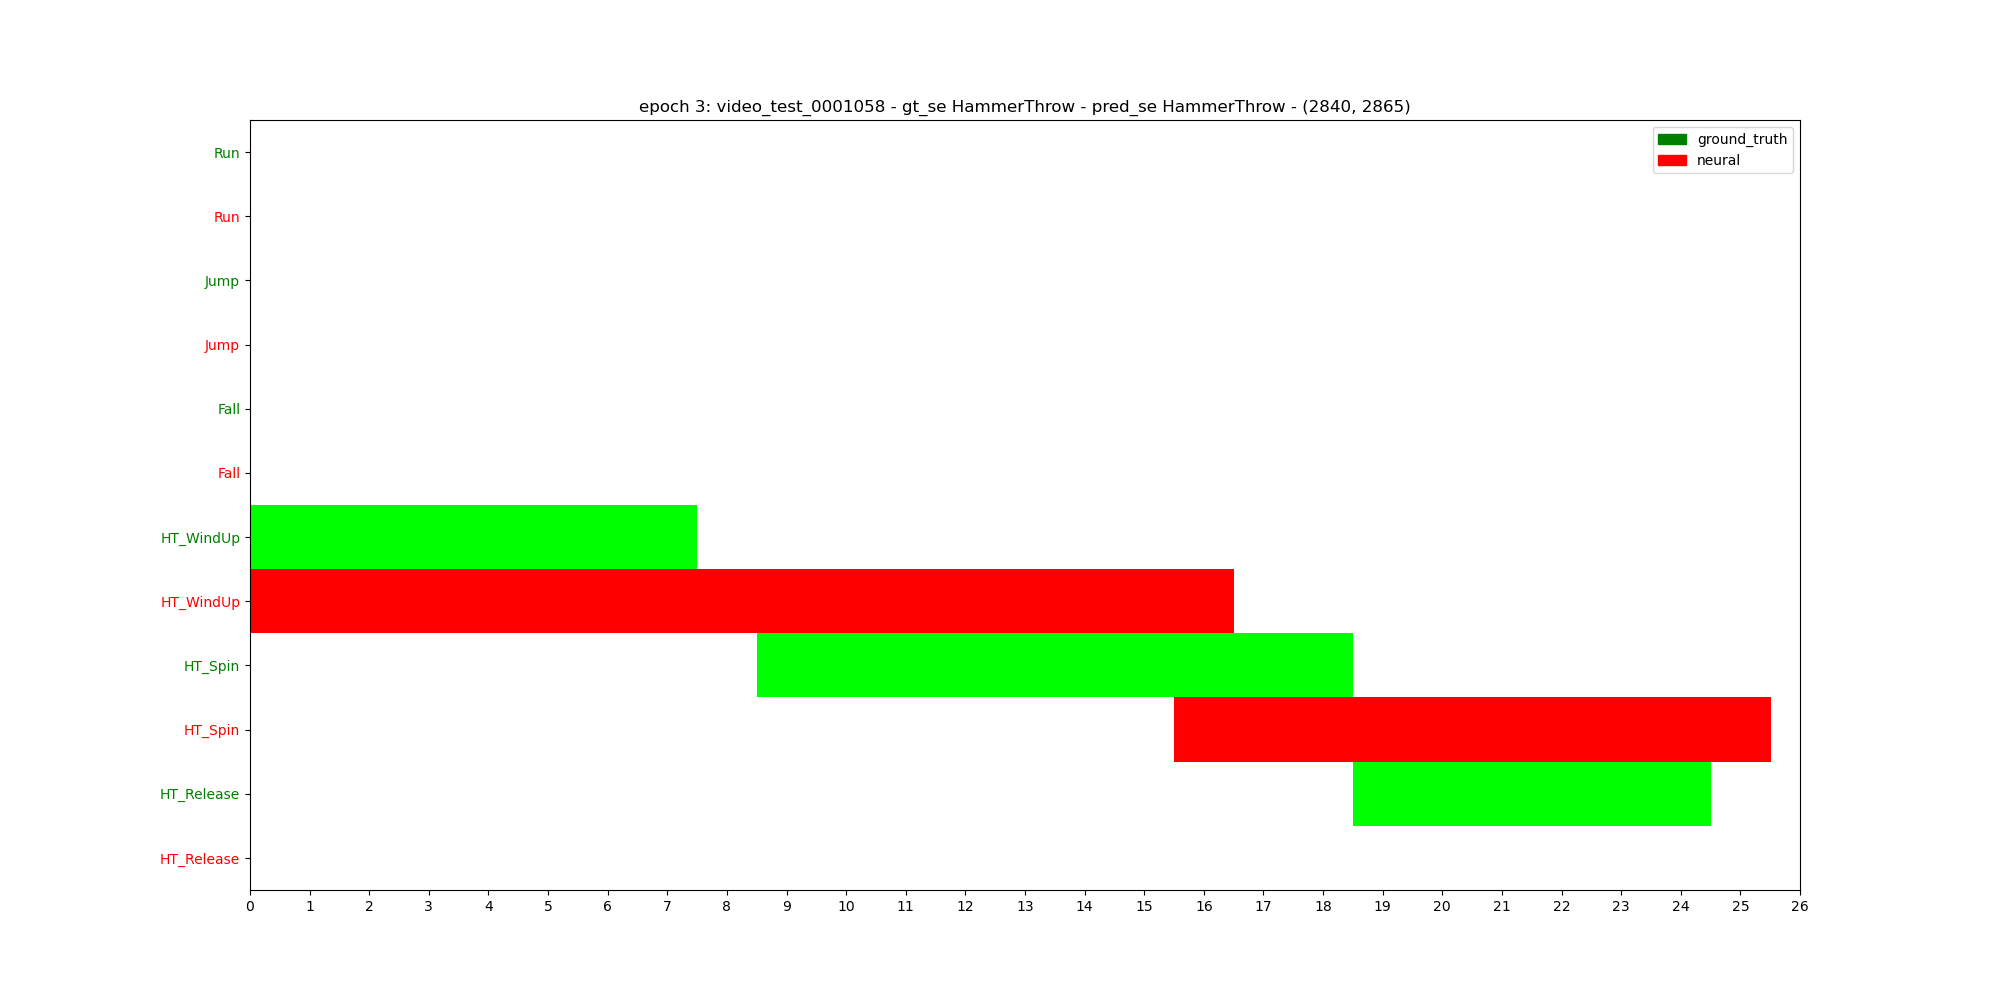 epoch 3: video_test_0001058 - gt_se HammerThrow - pred_se HammerThrow - (2840, 2865)
ground_truth
neural
Run
Run
Jump
Jump
Fall
Fall
HT_WindUp
HT_WindUp
HT_Spin
HT_Spin
HT_Release
HT_Release
0 1 2 3 4 5 6 7 8 9 10 11 12 13 14 15 16 17 18 19 20 21 22 23 24 25 26